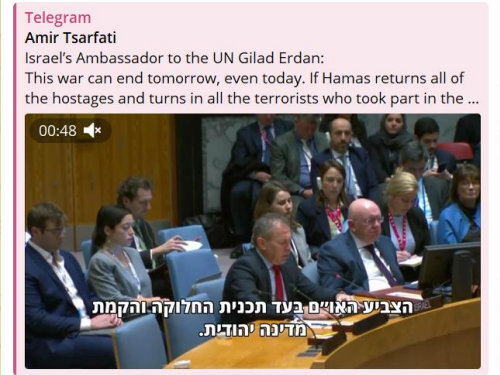 Telegram
Amir Tsarfati
Israel’s Ambassador to the UN Gilad Erdan:
This war can end tomorrow, even today. If Hamas returns all of
the hostages and turns in all the terrorists who took part in the ...
00:48
הצביע האו״ם בעד תכנית החלוקה והקמת
מדינה יהודית.
ISRAEL